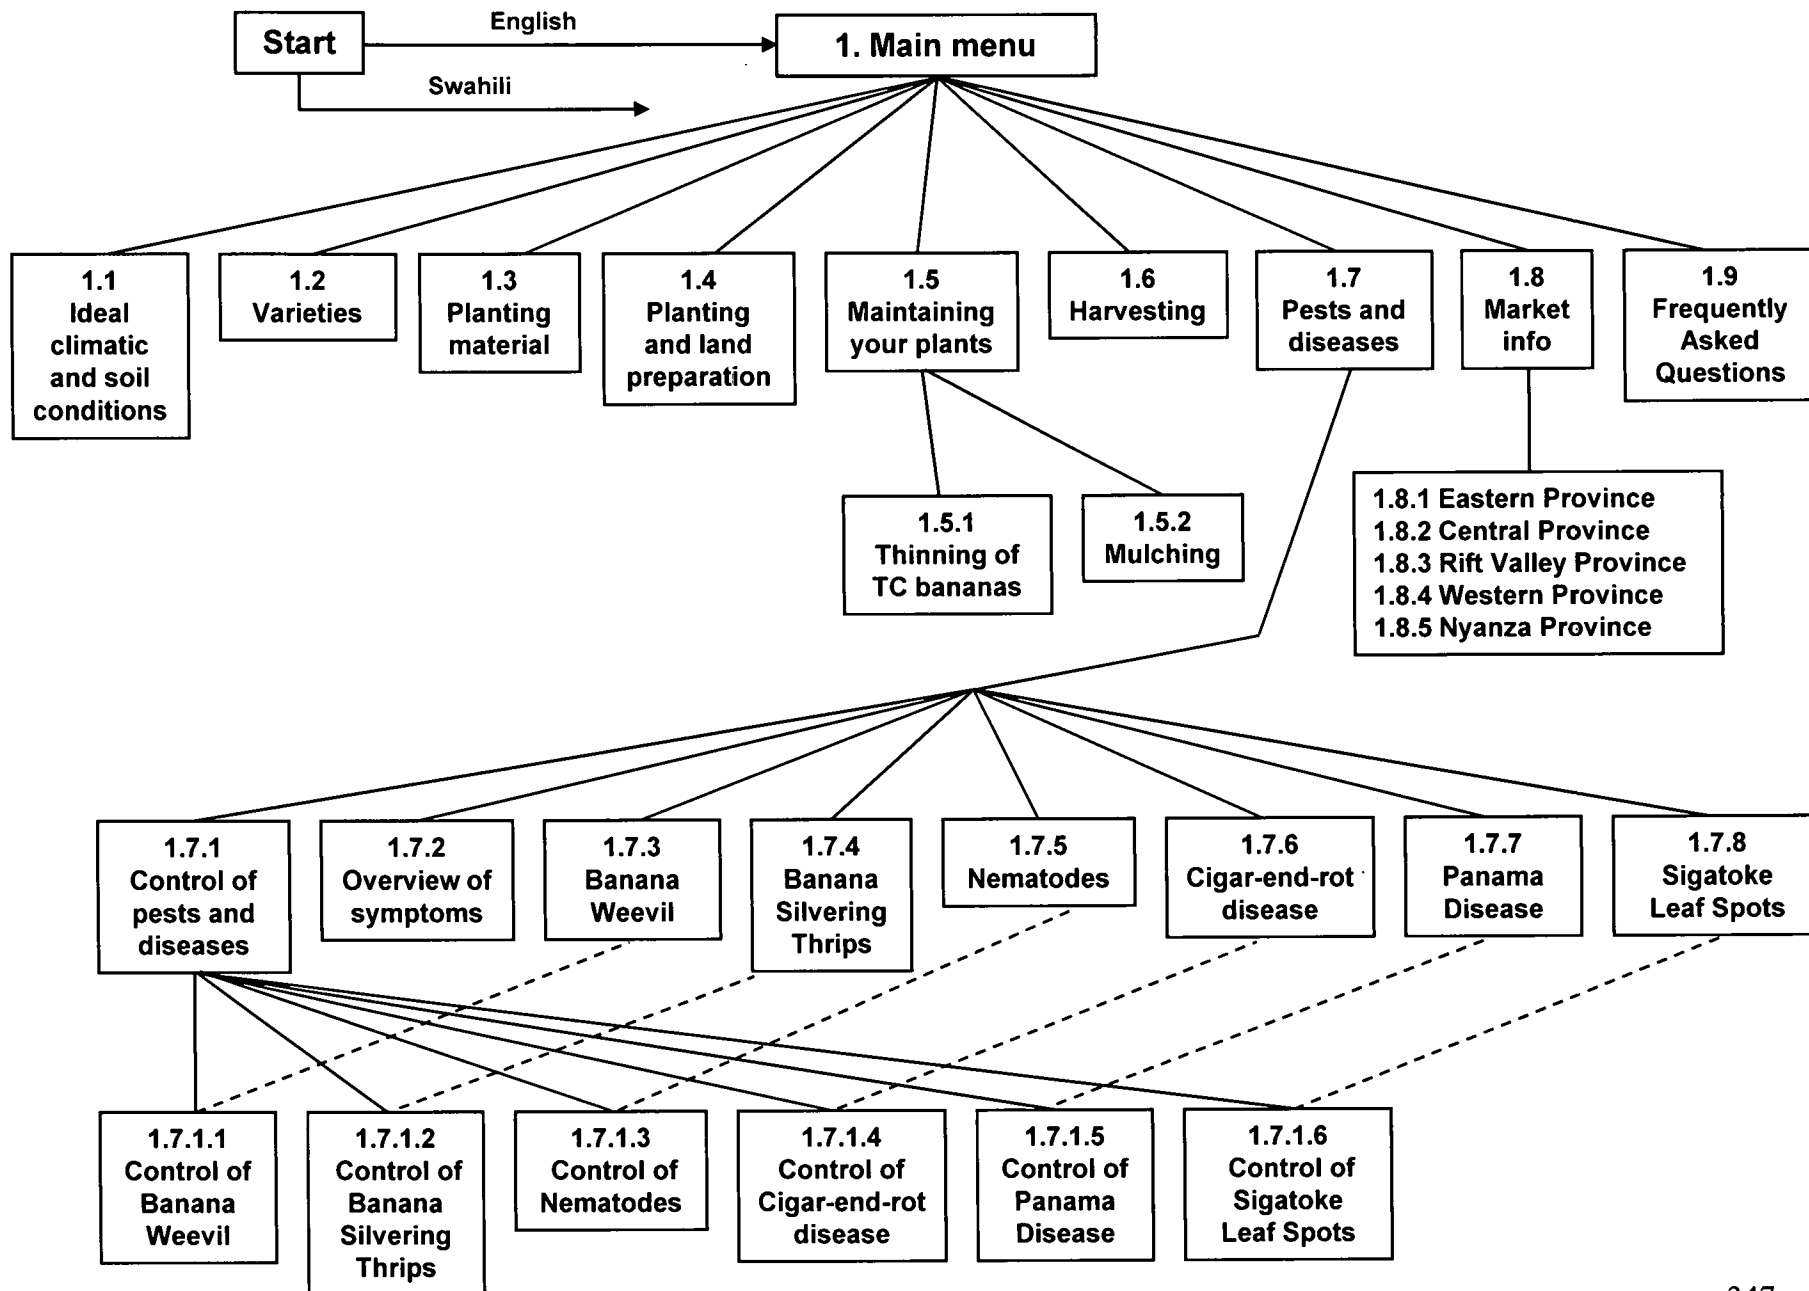 Start
English
Swahili
1. Main menu
1.1
Ideal
climatic
and soil
conditions
1.2
Varieties
1.3
Planting
material
1.4
Planting
and land
preparation
1.5
Maintaining
your plants
1.6
Harvesting
1.7
Pests and
diseases
1.8
Market
info
1.9
Frequently
Asked
Questions
1.5.1
Thinning of
TC bananas
1.5.2
Mulching
1.8.1 Eastern Province
1.8.2 Central Province
1.8.3 Rift Valley Province
1.8.4 Western Province
1.8.5 Nyanza Province
1.7.1
Control of
pests and
diseases
1.7.2
Overview of
symptoms
1.7.3
Banana
Weevil
1.7.4
Banana
Silvering
Thrips
1.7.5
Nematodes
1.7.6
Cigar-end-rot
disease
1.7.7
Panama
Disease
1.7.8
Sigatoke
Leaf Spots
1.7.1.1
Control of
Banana
Weevil
1.7.1.2
Control of
Banana
Silvering
Thrips
1.7.1.3
Control of
Nematodes
1.7.1.4
Control of
Cigar-end-rot
disease
1.7.1.5
Control of
Panama
Disease
1.7.1.6
Control of
Sigatoke
Leaf Spots